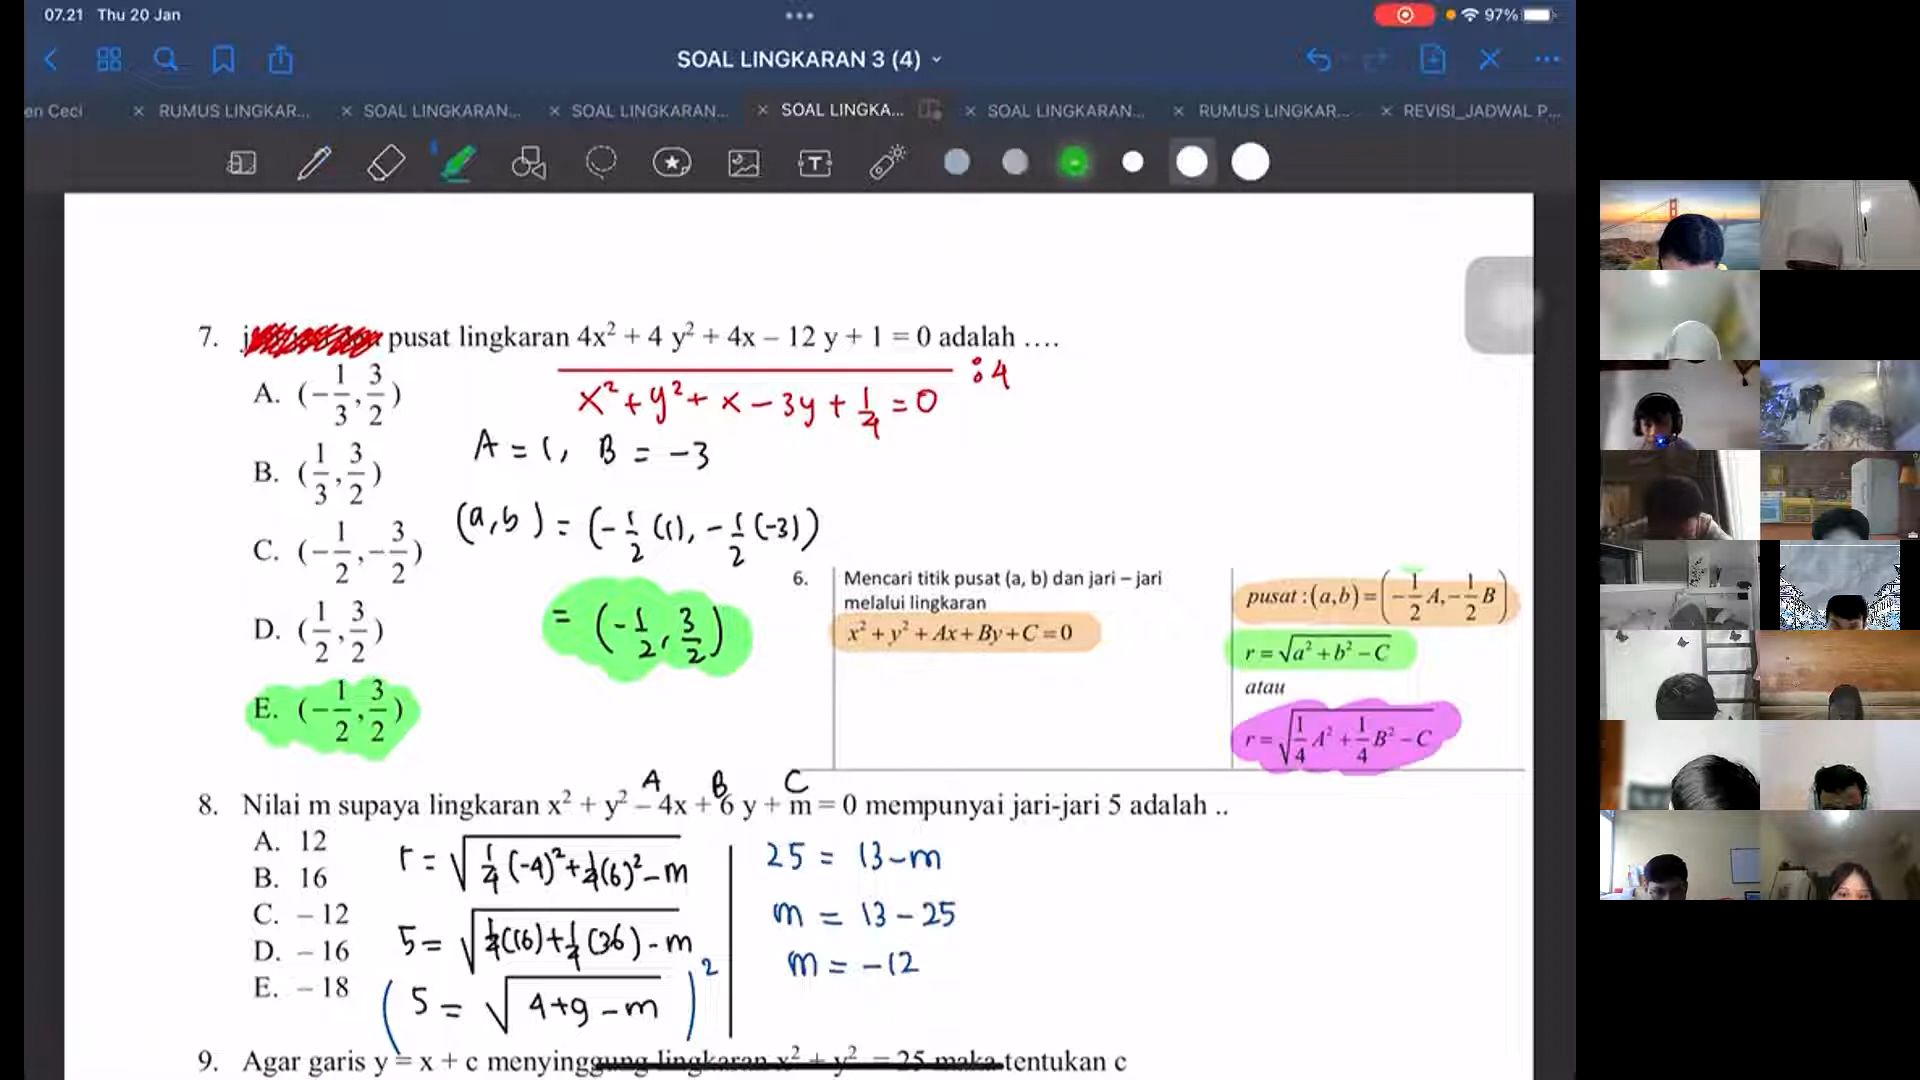 07.21 Thu 20 Jan
97%
SOAL LINGKARAN 3 (4)
en Ceci
RUMUS LINGKAR...
SOAL LINGKARAN...
SOAL LINGKARAN...
SOAL LINGKA...
SOAL LINGKARAN...
RUMUS LINGKAR...
REVISI_JADWAL P...
7. j pusat lingkaran 4x² + 4 y² + 4x – 12 y + 1 = 0 adalah ….
:4
x² + y² + x – 3y + 1/4 = 0
A. (–1/3, 3/2)
B. (1/3, 3/2)
C. (–1/2, –3/2)
D. (1/2, 3/2)
E. (–1/2, 3/2)
A = 1, B = -3
(a,b) = (-1/2 (1), -1/2 (-3))
= (-1/2, 3/2)
6. Mencari titik pusat (a, b) dan jari – jari
melalui lingkaran
x² + y² + Ax + By + C = 0
pusat : (a,b) = (–1/2 A, –1/2 B)
r = √(a² + b² – C)
atau
r = √(1/4 A² + 1/4 B² – C)
A B C
8. Nilai m supaya lingkaran x² + y² – 4x + 6 y + m = 0 mempunyai jari-jari 5 adalah ..
A. 12
B. 16
C. – 12
D. – 16
E. – 18
r = √(1/4 (-4)² + 1/4 (6)² - m)
5 = √(1/4 (16) + 1/4 (36) - m)
(5 = √(4+9-m))²
25 = 13-m
m = 13-25
m = -12
9. Agar garis y = x + c menyinggung lingkaran x² + y² = 25 maka tentukan c